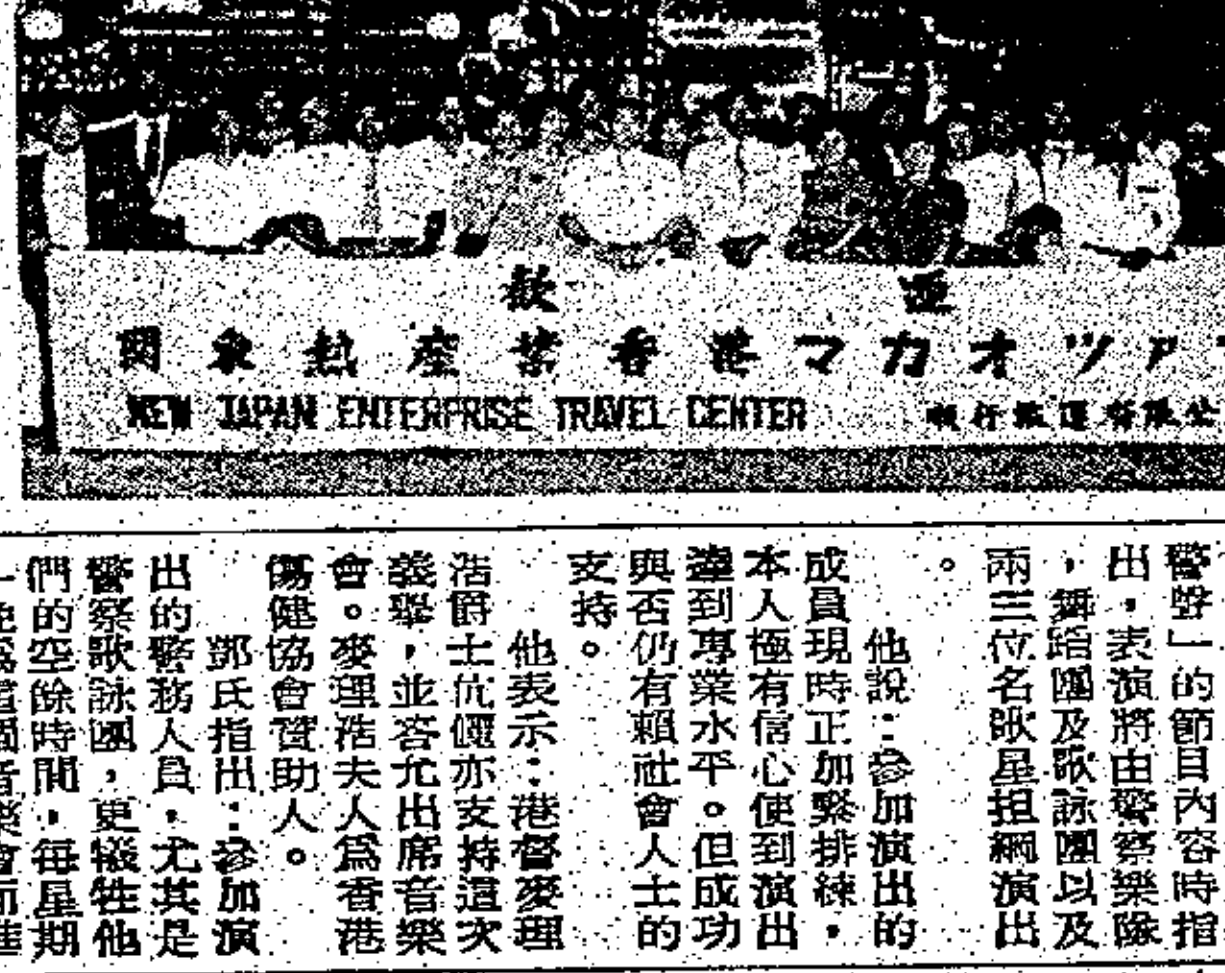 歡 迎
関東熱産業香港マカオツアー
NEW JAPAN ENTERPRISE TRAVEL CENTER
警聲」的節目內容時指
出，表演將由警察樂隊
，舞蹈團及歌詠團以及
兩三位名歌星担綱演出
。
他說：參加演出的
成員現時正加緊排練，
本人極有信心使到演出
達到專業水平。但成功
與否仍有賴社會人士的
支持。
他表示：港督麥理
浩爵士伉儷亦支持這次
義舉，並答允出席音樂
會。麥理浩夫人爲香港
傷健協會贊助人。
鄧氏指出：參加演
出的警務人員，尤其是
警察歌詠團，更犧牲他
們的空餘時間，每星期